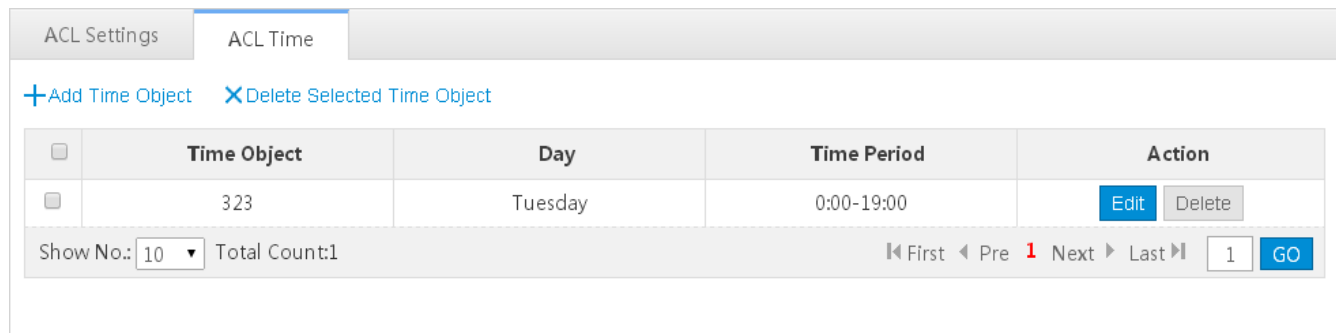 ACL Settings ACL Time
Add Time Object Delete Selected Time Object
Time Object Day Time Period Action
323 Tuesday 0:00-19:00 Edit Delete
Show No.: 10 Total Count:1 First Pre 1 Next Last 1 GO